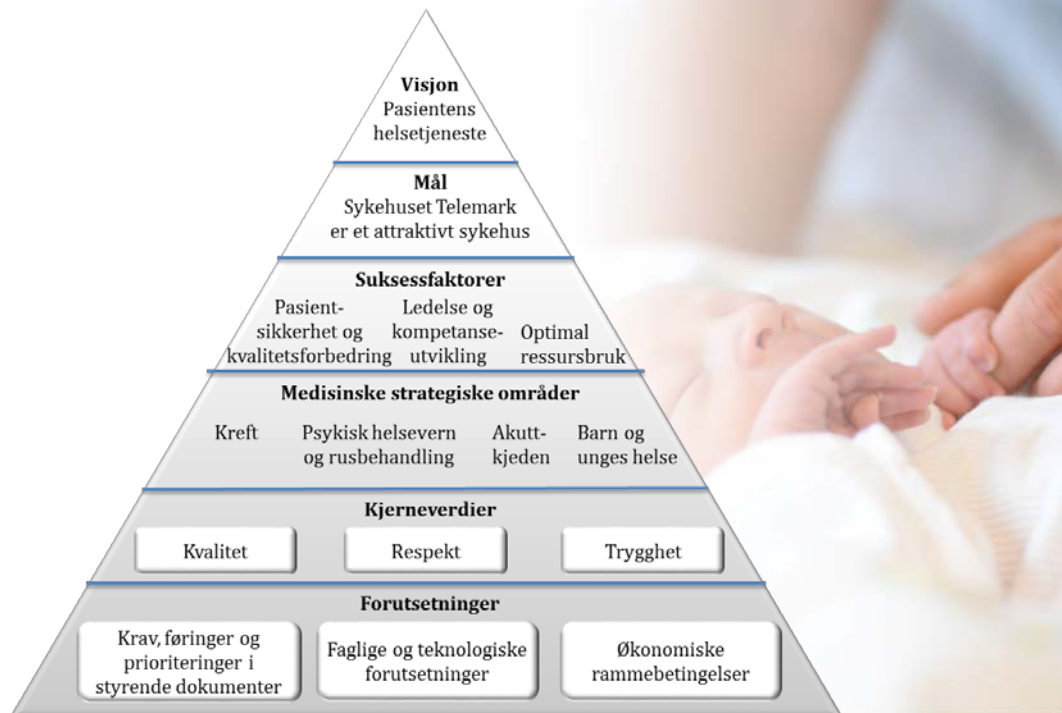 Visjon
Pasientens
helsetjeneste
Mål
Sykehuset Telemark
er et attraktivt sykehus
Suksessfaktorer
Pasient-
sikkerhet og
kvalitetsforbedring
Ledelse og
kompetanse-
utvikling
Optimal
ressursbruk
Medisinske strategiske områder
Kreft
Psykisk helsevern
og rusbehandling
Akutt-
kjeden
Barn og
unges helse
Kjerneverdier
Kvalitet
Respekt
Trygghet
Forutsetninger
Krav, føringer og
prioriteringer i
styrende dokumenter
Faglige og teknologiske
forutsetninger
Økonomiske
rammebetingelser